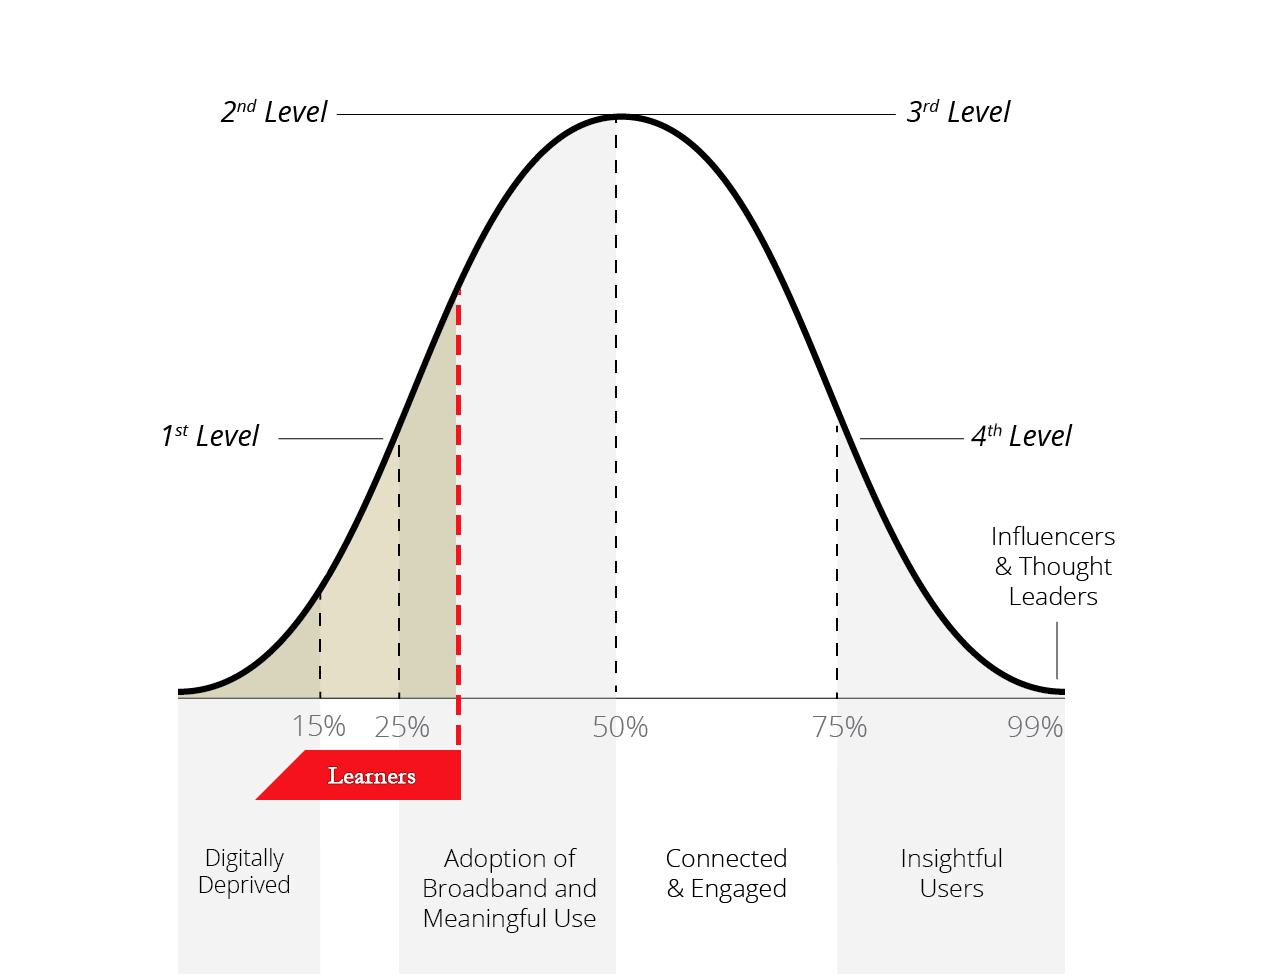 2nd Level
3rd Level
1st Level
4th Level
Influencers
& Thought
Leaders
15%
25%
50%
75%
99%
Learners
Digitally
Deprived
Adoption of
Broadband and
Meaningful Use
Connected
& Engaged
Insightful
Users